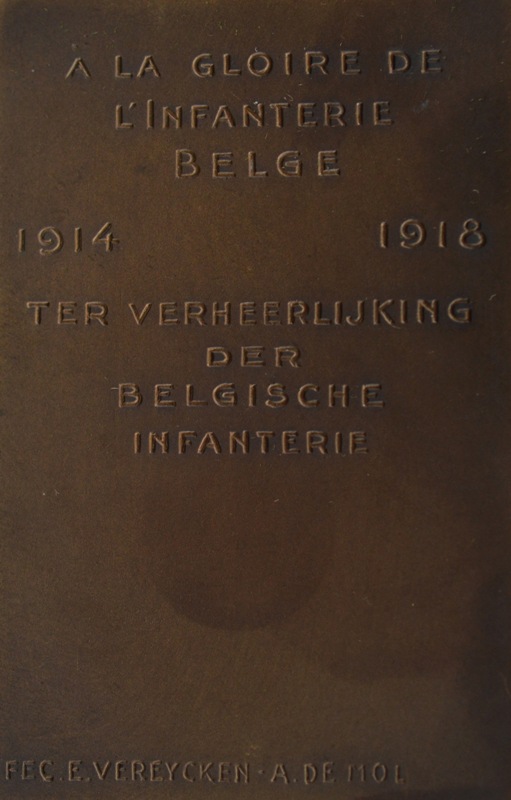 A LA GLOIRE DE
L'INFANTERIE
BELGE
1914 1918
TER VERHEERLIJKING
DER
BELGISCHE
INFANTERIE
FEC. E. VEREYCKEN · A. DE MOL